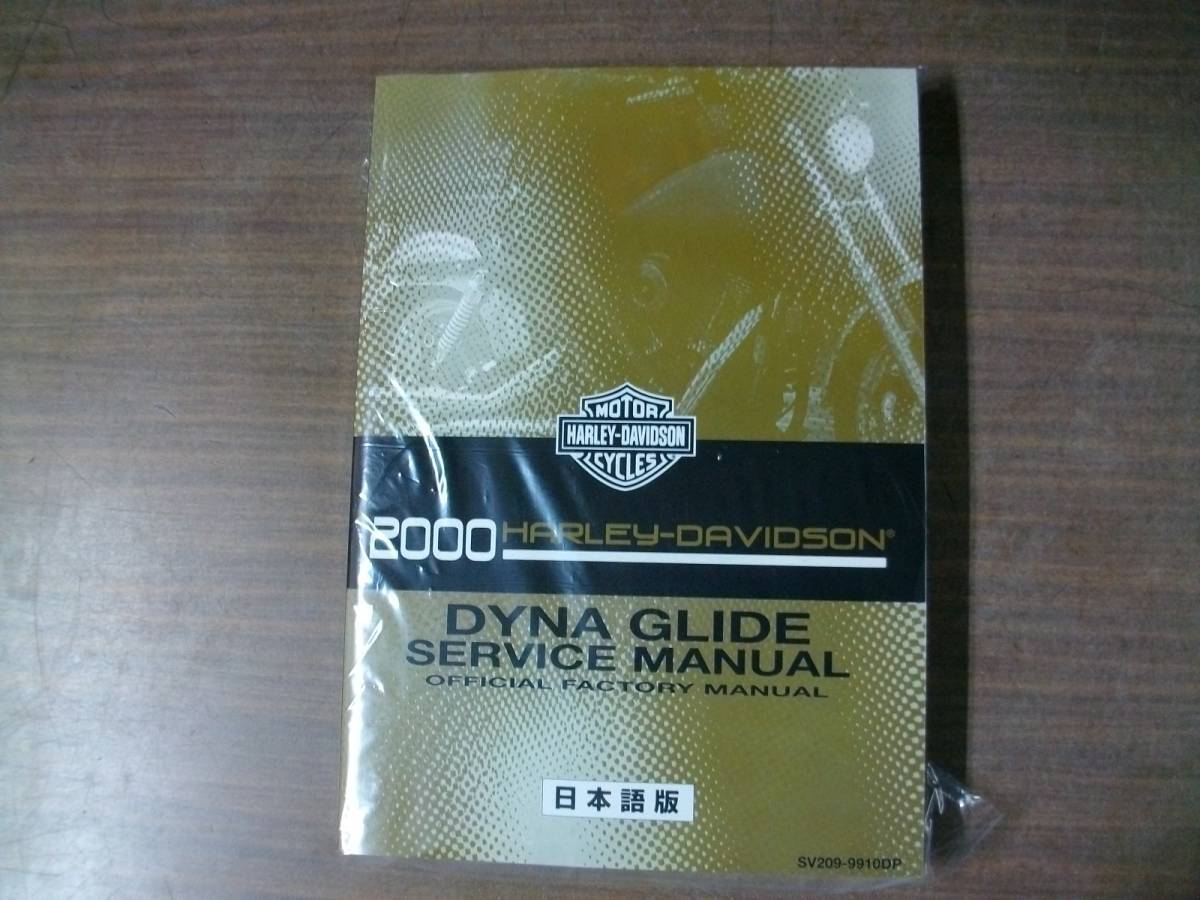 MOTOR
HARLEY-DAVIDSON
CYCLES
2000 HARLEY-DAVIDSON®
DYNA GLIDE
SERVICE MANUAL
OFFICIAL FACTORY MANUAL
日本語版
SV209-9910DP